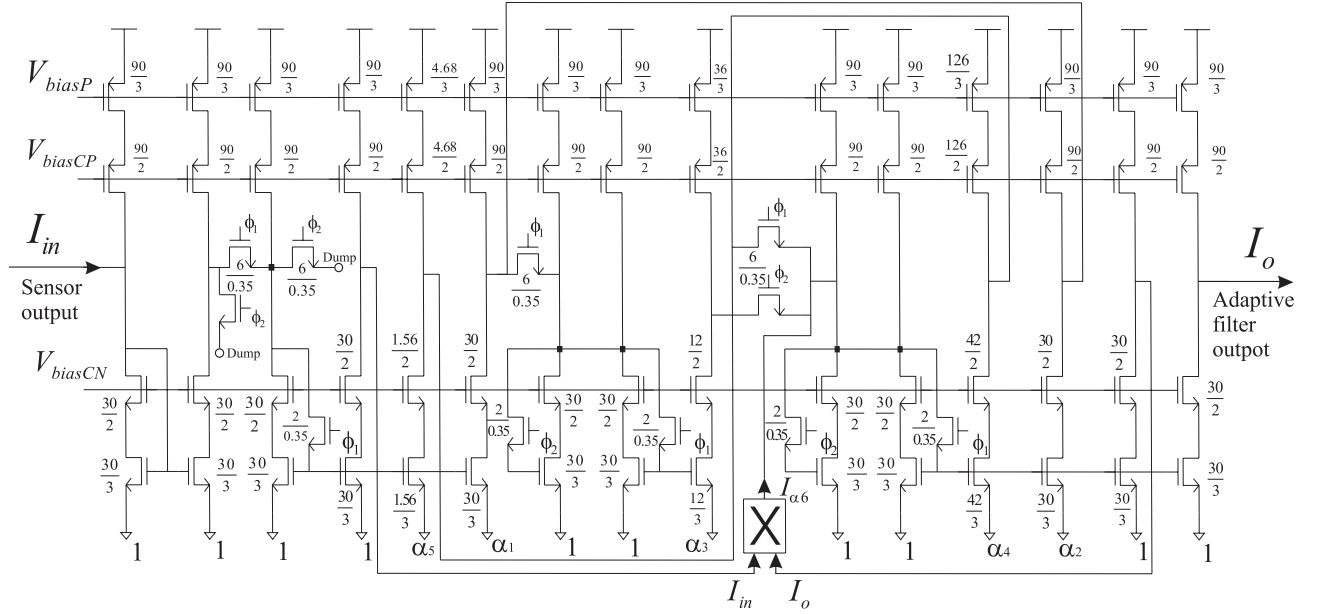 V_biasP
90/3 90/3 90/3 90/3 4.68/3 90/3 90/3 90/3 36/3 90/3 90/3 126/3 90/3 90/3 90/3
V_biasCP
90/2 90/2 90/2 90/2 4.68/2 90/2 90/2 90/2 36/2 90/2 90/2 126/2 90/2 90/2 90/2
ϕ1 ϕ2 ϕ1 ϕ1
I_in Dump I_o
6/0.35 6/0.35 6/0.35 6/0.35 ϕ2
Sensor
output
Adaptive
filter
outpot
ϕ2
Dump
30/2 1.56/2 30/2 12/2 42/2 30/2 30/2
V_biasCN
30/2 30/2 30/2 30/2 30/2 30/2 30/2 30/2
2/0.35 2/0.35 2/0.35 2/0.35 2/0.35
ϕ1 ϕ2 ϕ1 ϕ2 ϕ1
30/3 30/3 30/3 30/3 30/3 30/3 30/3 30/3
I_α6
30/3 1.56/3 30/3 12/3 42/3 30/3 30/3
X
1 1 1 1 α5 α1 1 1 α3 1 1 α4 α2 1 1
I_in I_o